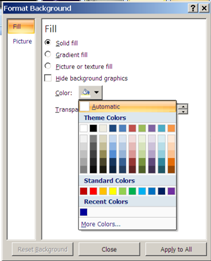 Format Background
Fill
Picture
Fill
Solid fill
Gradient fill
Picture or texture fill
Hide background graphics
Color:
Automatic
Transpa
Theme Colors
Standard Colors
Recent Colors
More Colors...
Reset Background
Close
Apply to All